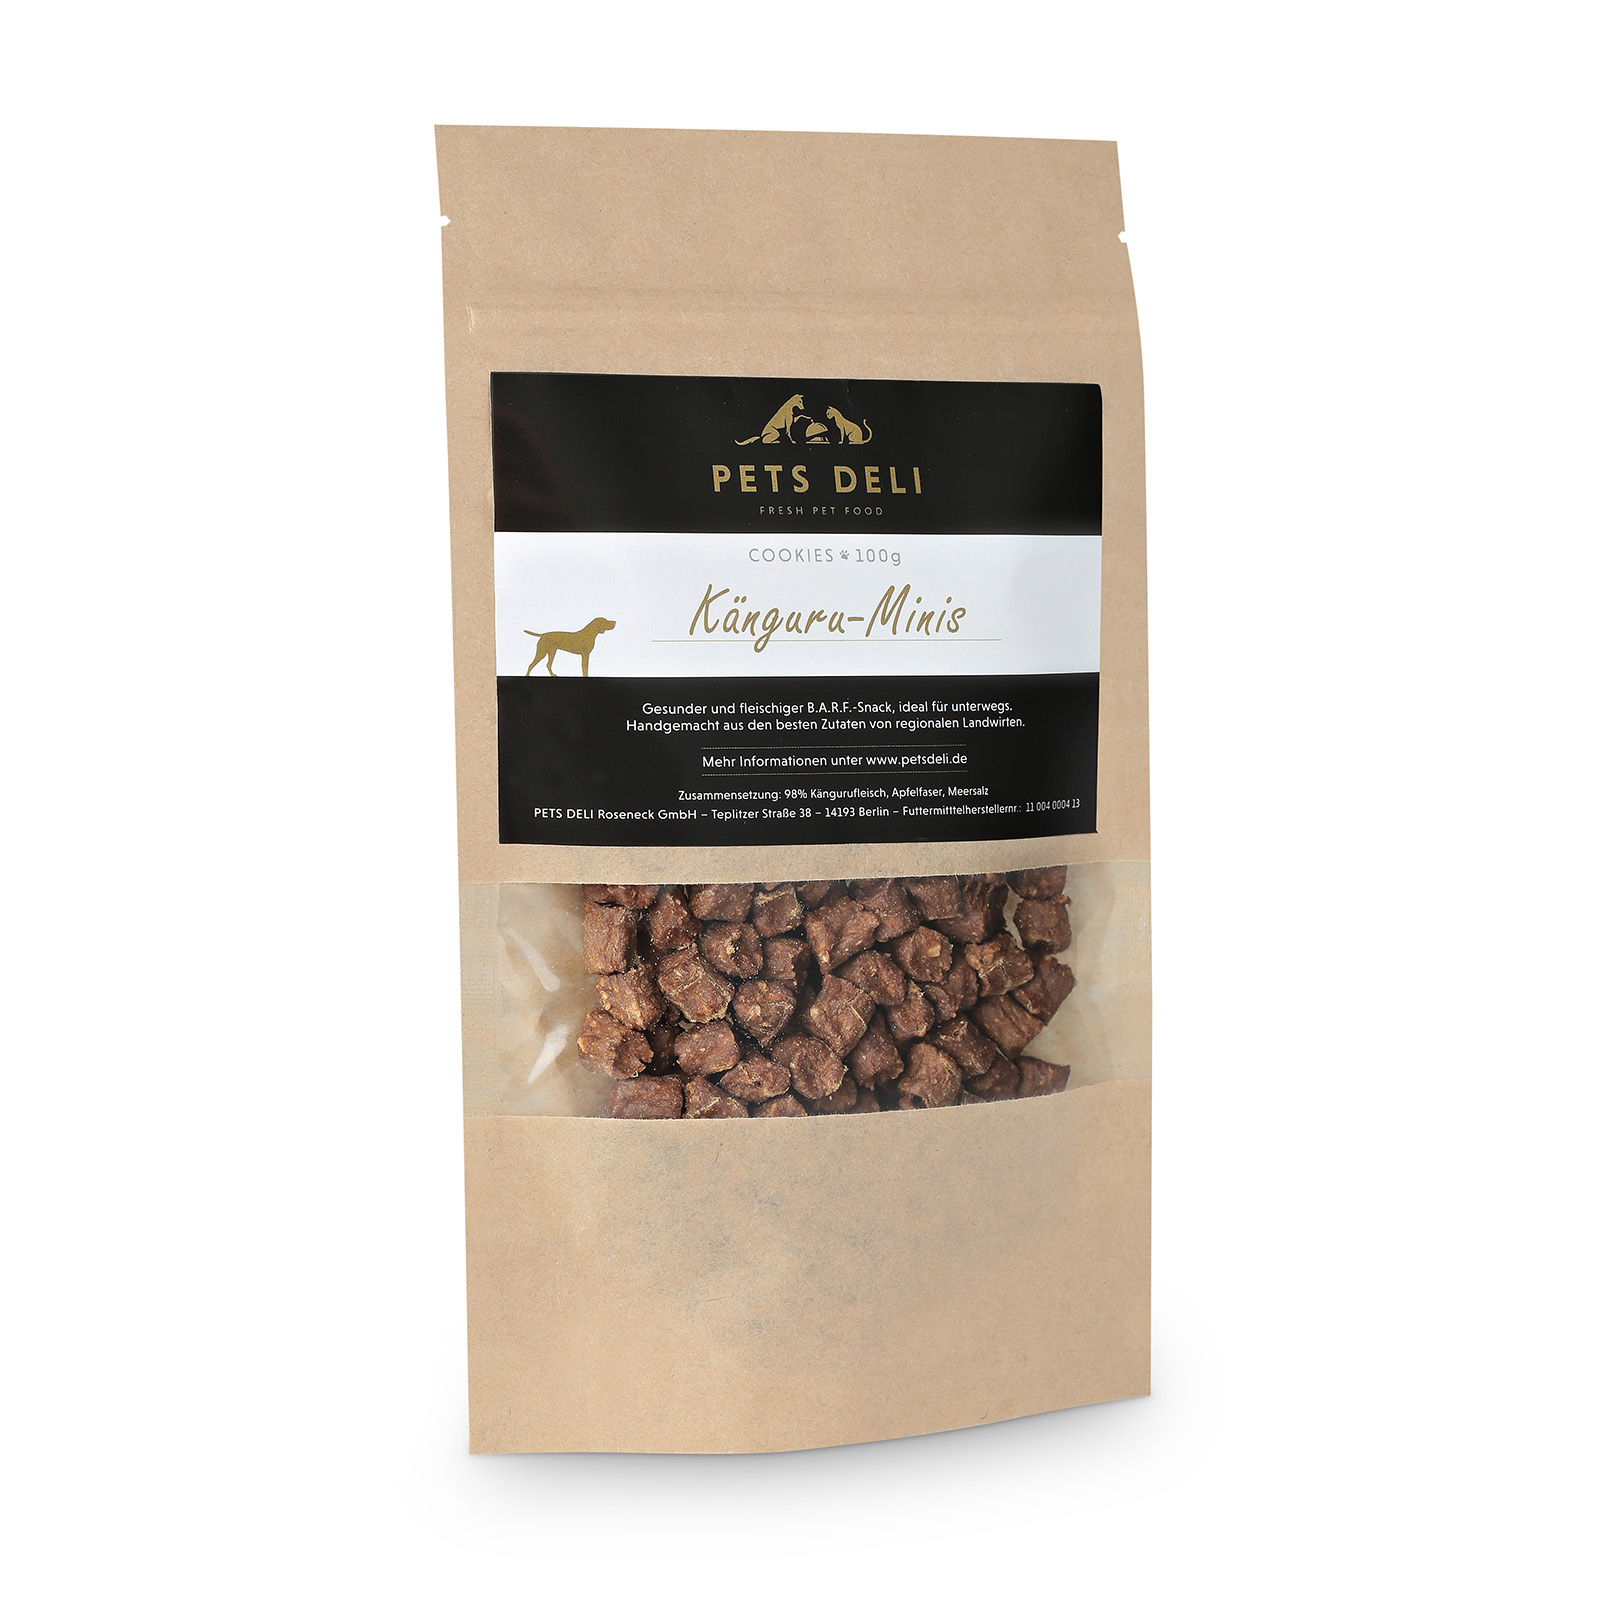 PETS DELI
FRESH PET FOOD
COOKIES 100g
Känguru-Minis
Gesunder und fleischiger B.A.R.F.-Snack, ideal für unterwegs.
Handgemacht aus den besten Zutaten von regionalen Landwirten.
Mehr Informationen unter www.petsdeli.de
Zusammensetzung: 98% Kängurufleisch, Apfelfaser, Meersalz
PETS DELI Roseneck GmbH – Teplitzer Straße 38 – 14193 Berlin – Futtermittelherstellernr.: 11 004 0004 13